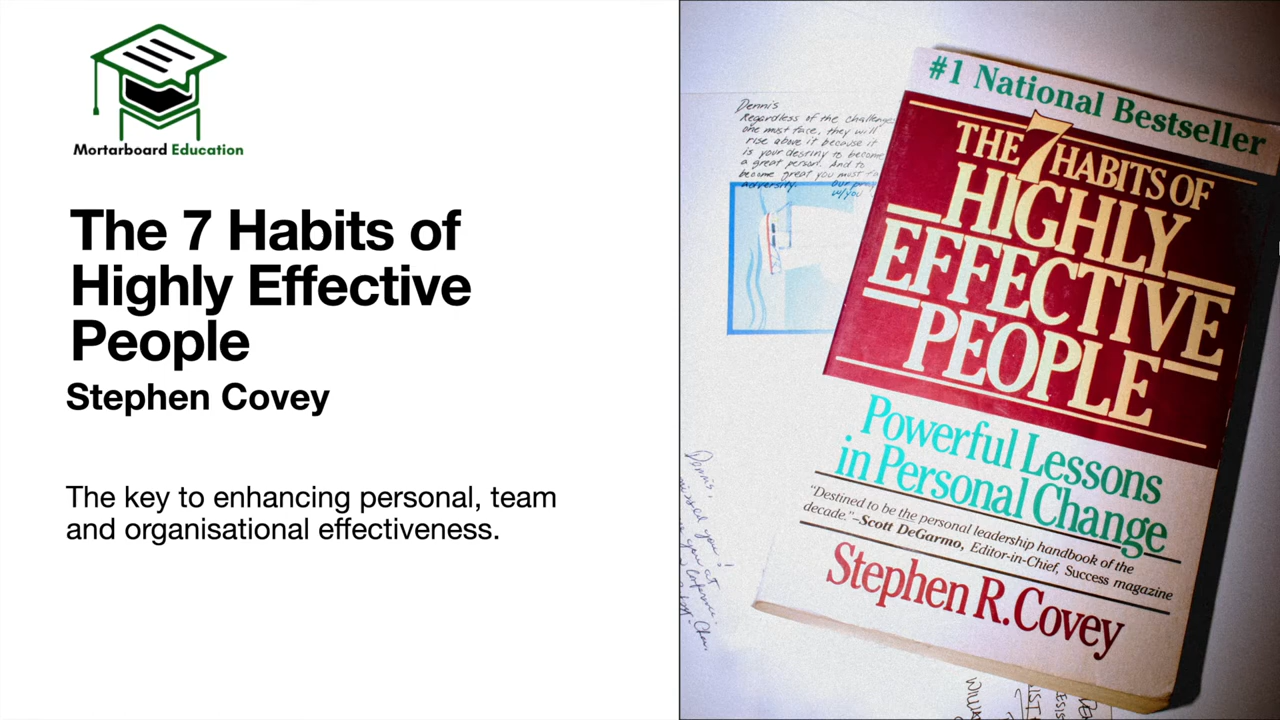 Mortarboard Education
The 7 Habits of
Highly Effective
People
Stephen Covey
The key to enhancing personal, team
and organisational effectiveness.
Dennis
Regardless of the challenges
one must face, they will
rise above it because it
is your destiny to become
a great person. And to
become great you must
adversity. our
w/you
#1 National Bestseller
THE 7 HABITS OF
HIGHLY
EFFECTIVE
PEOPLE
Powerful Lessons
in Personal Change
"Destined to be the personal leadership handbook of the
decade."–Scott DeGarmo, Editor-in-Chief, Success magazine
Stephen R. Covey
Dennis,
you!